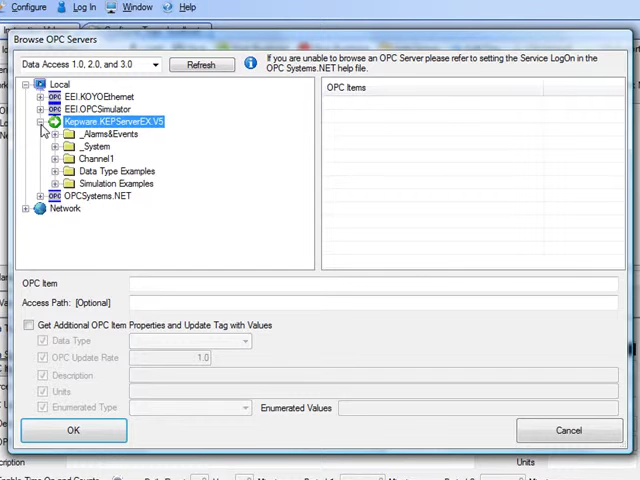 Configure Log In Window Help
Browse OPC Servers
Data Access 1.0, 2.0, and 3.0
Refresh
If you are unable to browse an OPC Server please refer to setting the Service LogOn in the
OPC Systems.NET help file.
Local
OPC EEI.KOYOEthernet
OPC EEI.OPCSimulator
Kepware KEPServerEX.V5
_Alarms&Events
_System
Channel1
Data Type Examples
Simulation Examples
OPC OPCSystems.NET
Network
OPC Items
OPC Item
Access Path: [Optional]
Get Additional OPC Item Properties and Update Tag with Values
Data Type
OPC Update Rate 1.0
Description
Units
Enumerated Type Enumerated Values
OK Cancel
Units